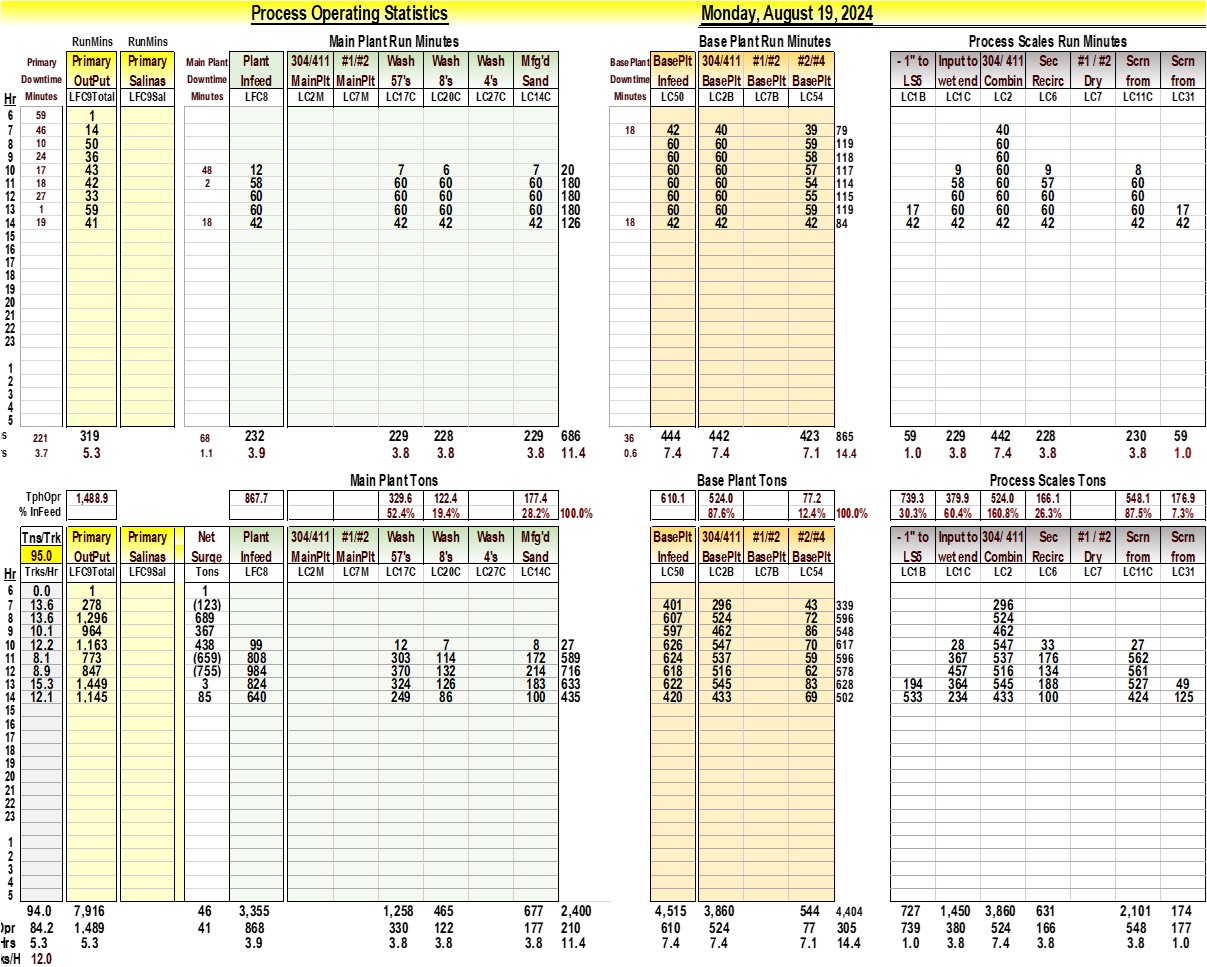 Process Operating Statistics Monday, August 19, 2024
RunMins RunMins Main Plant Run Minutes Base Plant Run Minutes Process Scales Run Minutes
Primary Primary Primary Main Plant Plant 304/411 #1/#2 Wash Wash Wash Mfg'd BasePlant BasePlt 304/411 #1/#2 #2/#4 - 1" to Input to 304/ 411 Sec #1 / #2 Scrn Scrn
Downtime OutPut Salinas Downtime Infeed MainPlt MainPlt 57's 8's 4's Sand Downtime Infeed BasePlt BasePlt BasePlt LS5 wet end Combin Recirc Dry from from
Hr Minutes LFC9Total LFC9Sal Minutes LFC8 LC2M LC7M LC17C LC20C LC27C LC14C Minutes LC50 LC2B LC7B LC54 LC1B LC1C LC2 LC6 LC7 LC11C LC31
6 59 1
7 46 14 18 42 40 39 79 40
8 10 50 60 60 59 119 60
9 24 36 60 60 58 118 60
10 17 43 48 12 7 6 7 20 60 60 57 117 9 60 9 8
11 18 42 2 58 60 60 60 180 60 60 54 114 58 60 57 60
12 27 33 60 60 60 60 180 60 60 55 115 60 60 60 60
13 1 59 60 60 60 60 180 60 60 59 119 17 60 60 60 60 17
14 19 41 18 42 42 42 42 126 18 42 42 42 84 42 42 42 42 42 42
15
16
17
18
19
20
21
22
23
1
2
3
4
5
s 221 319 68 232 229 228 229 686 36 444 442 423 865 59 229 442 228 230 59
s 3.7 5.3 1.1 3.9 3.8 3.8 3.8 11.4 0.6 7.4 7.4 7.1 14.4 1.0 3.8 7.4 3.8 3.8 1.0
Main Plant Tons Base Plant Tons Process Scales Tons
TphOpr 1,488.9 867.7 329.6 122.4 177.4 610.1 524.0 77.2 739.3 379.9 524.0 166.1 548.1 176.9
% InFeed 52.4% 19.4% 28.2% 100.0% 87.6% 12.4% 100.0% 30.3% 60.4% 160.8% 26.3% 87.5% 7.3%
Tns/Trk Primary Primary Net Plant 304/411 #1/#2 Wash Wash Wash Mfg'd BasePlt 304/411 #1/#2 #2/#4 - 1" to Input to 304/ 411 Sec #1 / #2 Scrn Scrn
95.0 OutPut Salinas Surge Infeed MainPlt MainPlt 57's 8's 4's Sand Infeed BasePlt BasePlt BasePlt LS5 wet end Combin Recirc Dry from from
Hr Trks/Hr LFC9Total LFC9Sal Tons LFC8 LC2M LC7M LC17C LC20C LC27C LC14C LC50 LC2B LC7B LC54 LC1B LC1C LC2 LC6 LC7 LC11C LC31
6 0.0 1 1
7 13.6 278 (123) 401 296 43 339 296
8 13.6 1,296 689 607 524 72 596 524
9 10.1 964 367 597 462 86 548 462
10 12.2 1,163 438 99 12 7 8 27 626 547 70 617 28 547 33 27
11 8.1 773 (659) 808 303 114 172 589 624 537 59 596 367 537 176 562
12 8.9 847 (755) 984 370 132 214 716 618 516 62 578 457 516 134 561
13 15.3 1,449 3 824 324 126 183 633 622 545 83 628 194 364 545 188 527 49
14 12.1 1,145 85 640 249 86 100 435 420 433 69 502 533 234 433 100 424 125
15
16
17
18
19
20
21
22
23
1
2
3
4
5
94.0 7,916 46 3,355 1,258 465 677 2,400 4,515 3,860 544 4,404 727 1,450 3,860 631 2,101 174
Opr 84.2 1,489 41 868 330 122 177 210 610 524 77 305 739 380 524 166 548 177
Hrs 5.3 5.3 3.9 3.8 3.8 3.8 11.4 7.4 7.4 7.1 14.4 1.0 3.8 7.4 3.8 3.8 1.0
ks/H 12.0